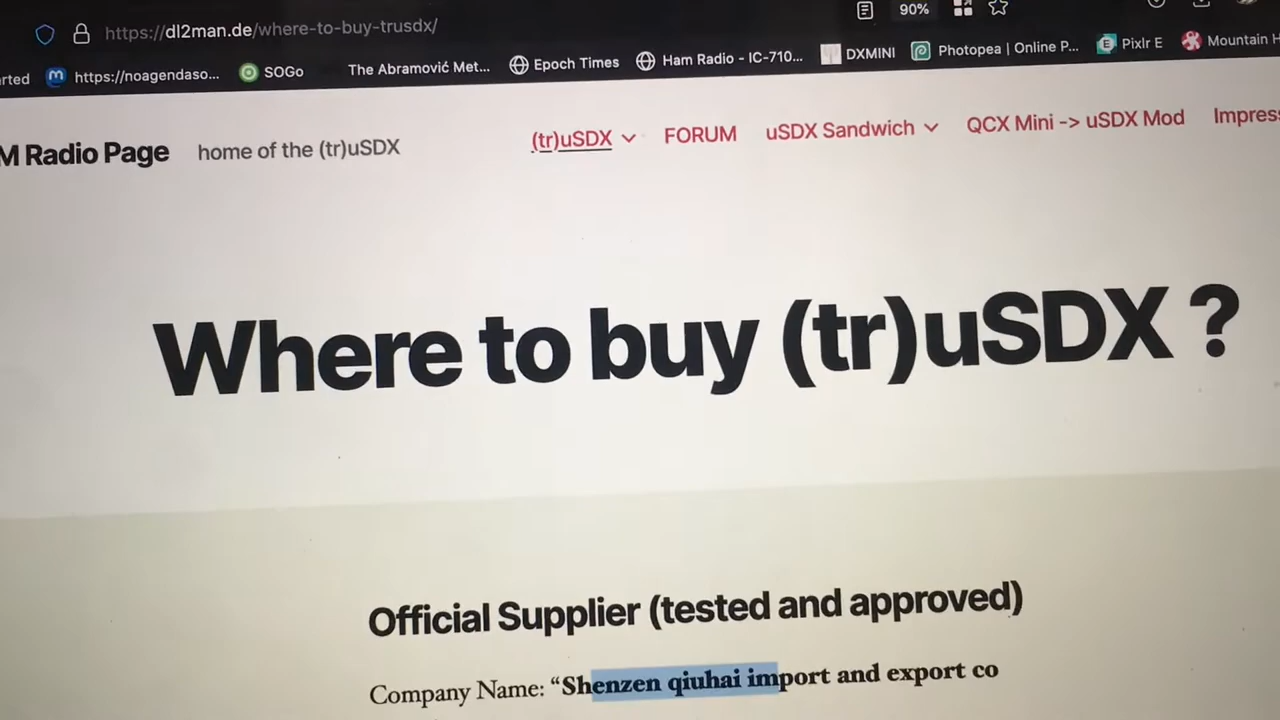 https://dl2man.de/where-to-buy-trusdx/
90%
rted https://noagendaso... SOGo The Abramović Met... Epoch Times Ham Radio - IC-710... DXMINI Photopea | Online P... Pixlr E Mountain H
M Radio Page home of the (tr)uSDX (tr)uSDX FORUM uSDX Sandwich QCX Mini -> uSDX Mod Impress
Where to buy (tr)uSDX ?
Official Supplier (tested and approved)
Company Name: “Shenzen qiuhai import and export co